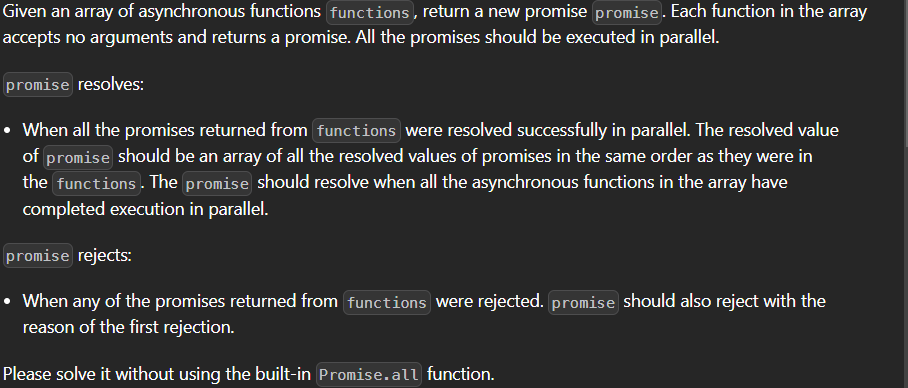 Given an array of asynchronous functions functions, return a new promise promise. Each function in the array
accepts no arguments and returns a promise. All the promises should be executed in parallel.
promise resolves:
• When all the promises returned from functions were resolved successfully in parallel. The resolved value
of promise should be an array of all the resolved values of promises in the same order as they were in
the functions. The promise should resolve when all the asynchronous functions in the array have
completed execution in parallel.
promise rejects:
• When any of the promises returned from functions were rejected. promise should also reject with the
reason of the first rejection.
Please solve it without using the built-in Promise.all function.